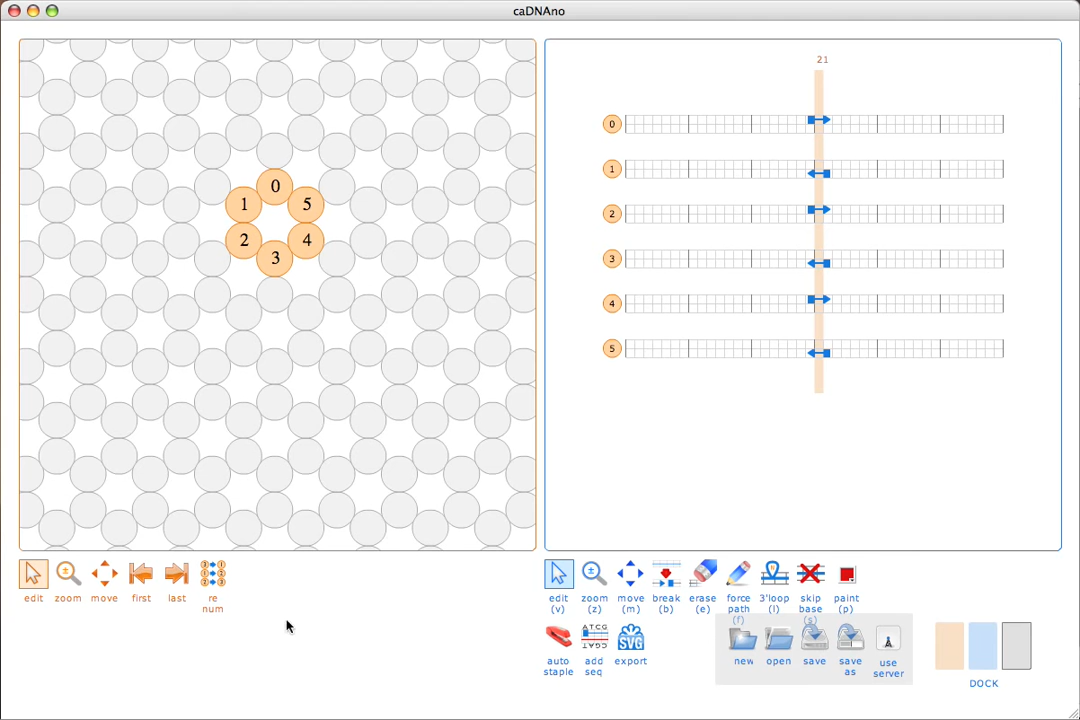 caDNAno
21
0
1
5
2
4
3
0
1
2
3
4
5
edit
zoom
move
first
last
re
num
edit
(v)
zoom
(z)
move
(m)
break
(b)
erase
(e)
force
path
(f)
3'loop
(l)
skip
base
(s)
paint
(p)
auto
staple
ATCG
CGAT
add
seq
SVG
export
new
open
save
save
as
use
server
DOCK